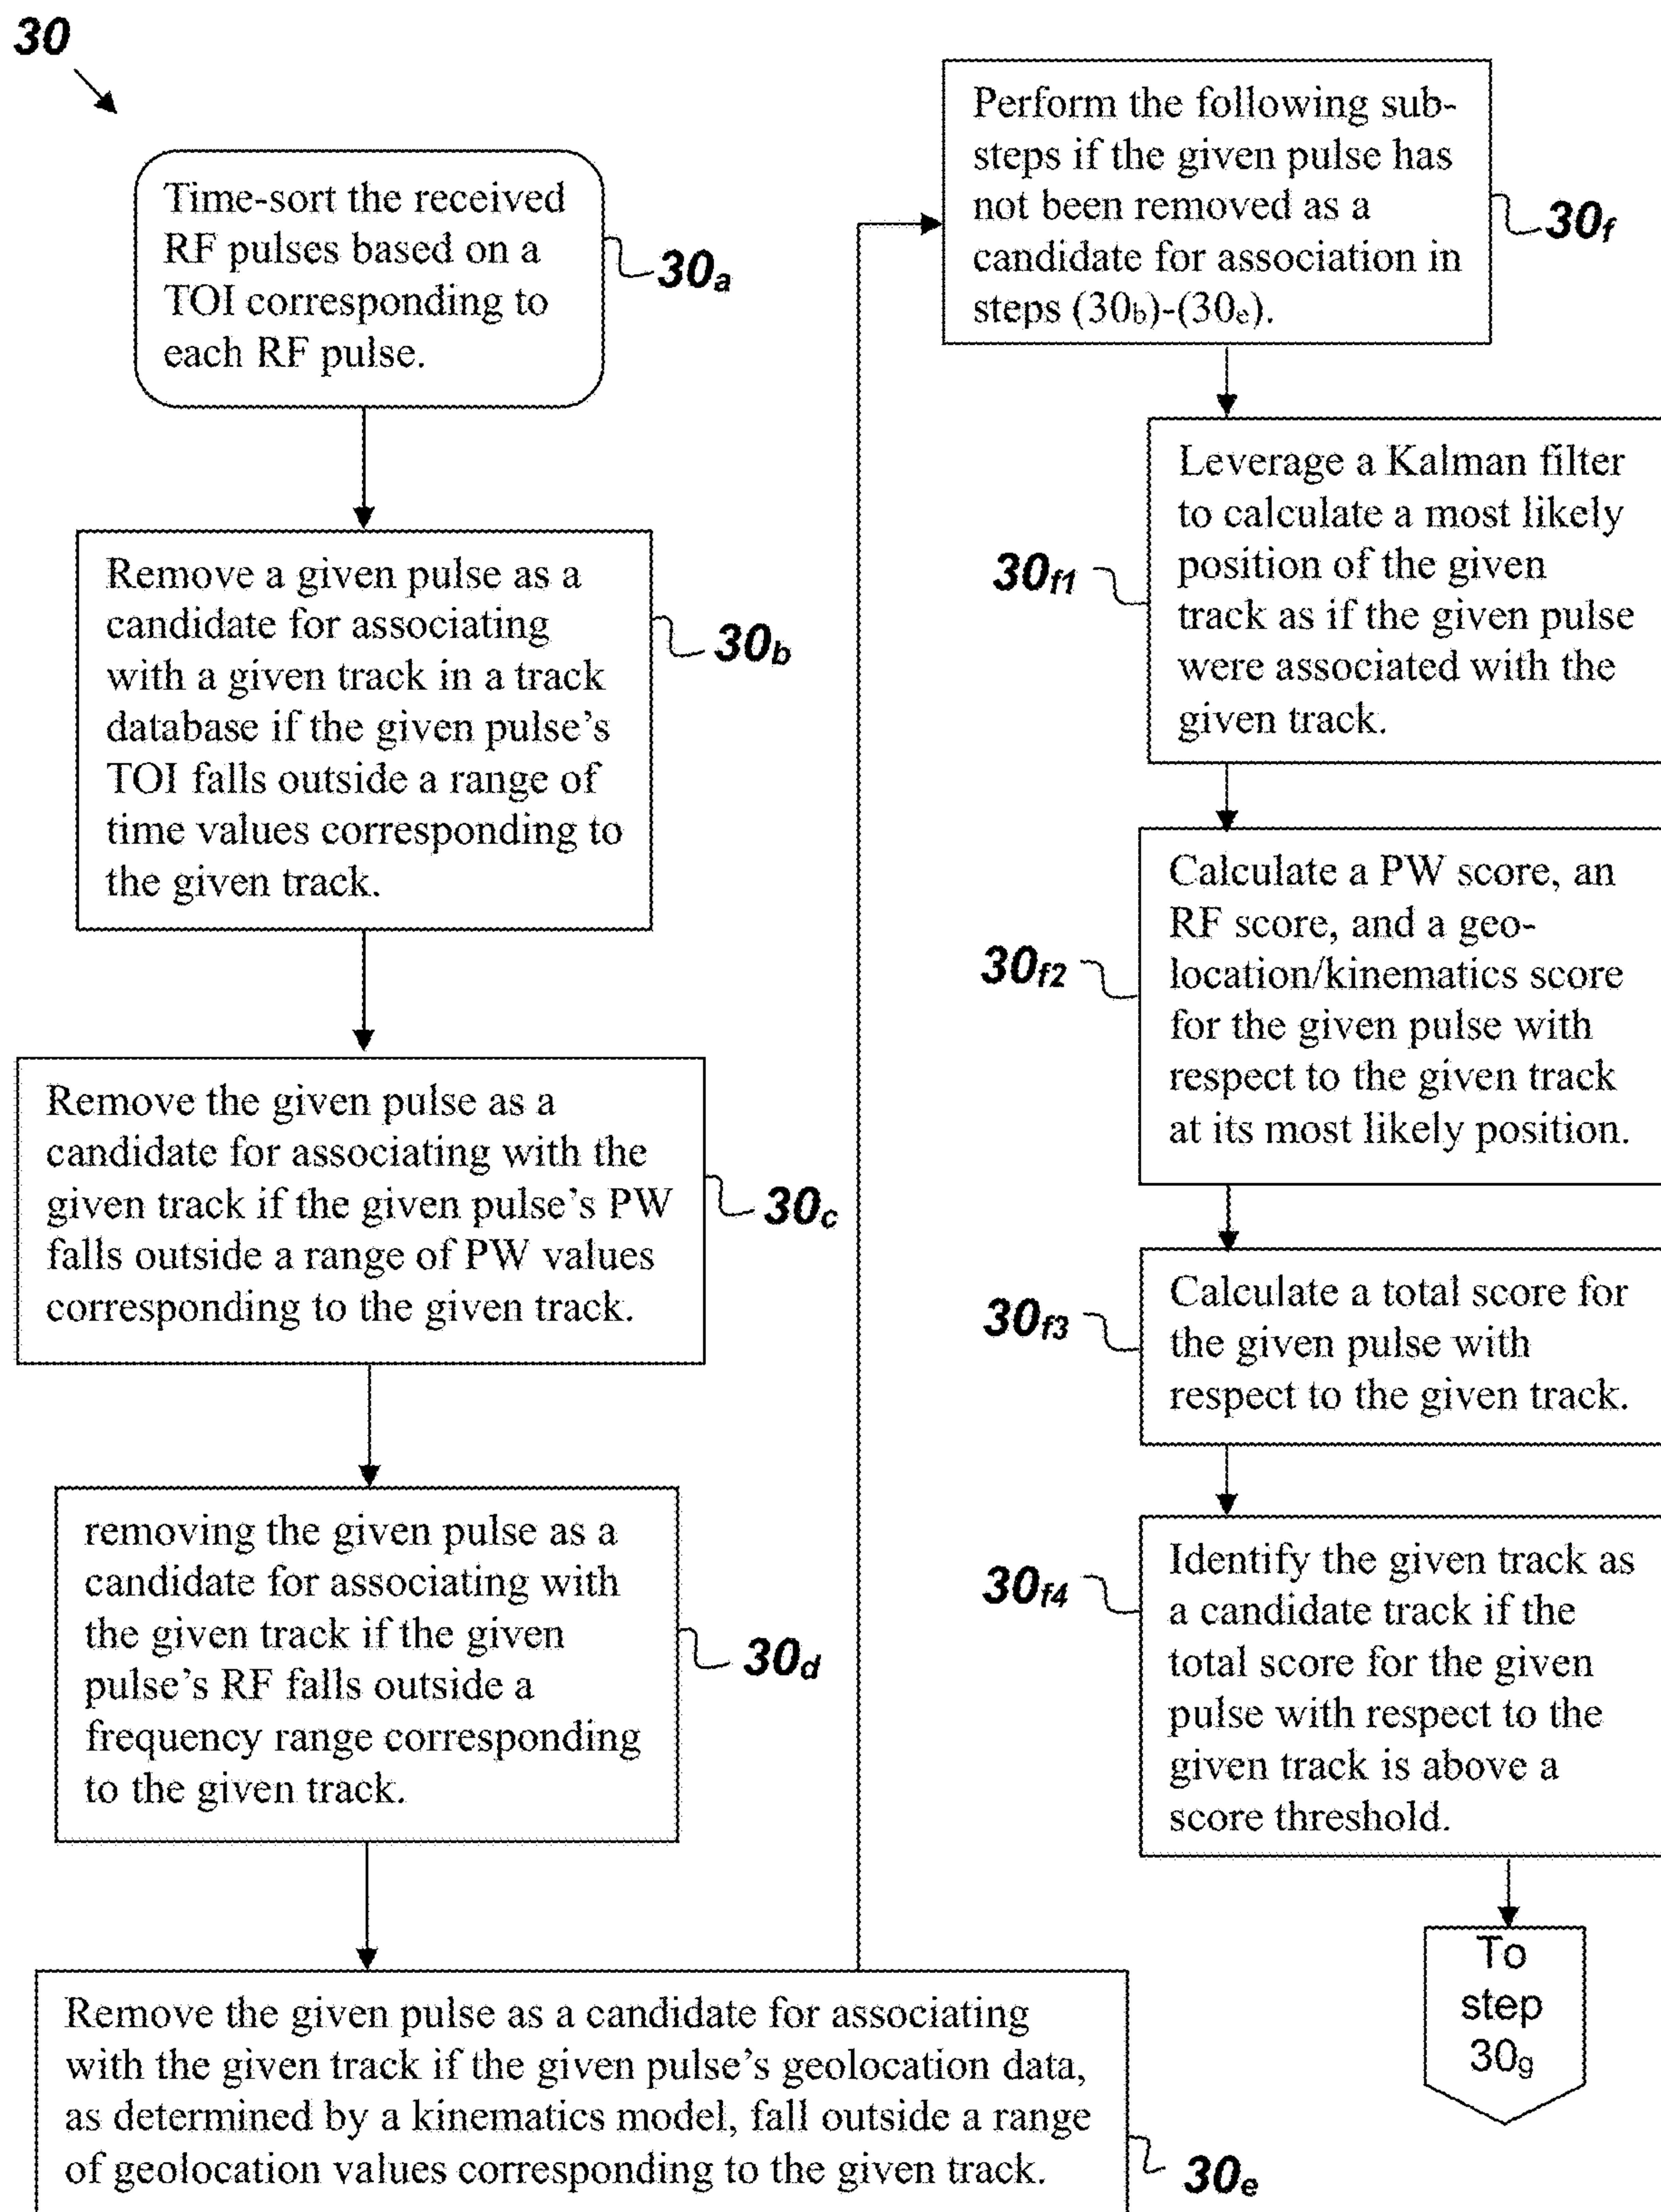 30
Time-sort the received
RF pulses based on a
TOI corresponding to
each RF pulse.
30a
Remove a given pulse as a
candidate for associating
with a given track in a track
database if the given pulse’s
TOI falls outside a range of
time values corresponding to
the given track.
30b
Remove the given pulse as a
candidate for associating with the
given track if the given pulse’s PW
falls outside a range of PW values
corresponding to the given track.
30c
removing the given pulse as a
candidate for associating with
the given track if the given
pulse’s RF falls outside a
frequency range corresponding
to the given track.
30d
Remove the given pulse as a candidate for associating
with the given track if the given pulse’s geolocation data,
as determined by a kinematics model, fall outside a range
of geolocation values corresponding to the given track.
30e
Perform the following sub-
steps if the given pulse has
not been removed as a
candidate for association in
steps (30b)-(30e).
30f
Leverage a Kalman filter
to calculate a most likely
position of the given
track as if the given pulse
were associated with the
given track.
30f1
Calculate a PW score, an
RF score, and a geo-
location/kinematics score
for the given pulse with
respect to the given track
at its most likely position.
30f2
Calculate a total score for
the given pulse with
respect to the given track.
30f3
Identify the given track as
a candidate track if the
total score for the given
pulse with respect to the
given track is above a
score threshold.
30f4
To
step
30g